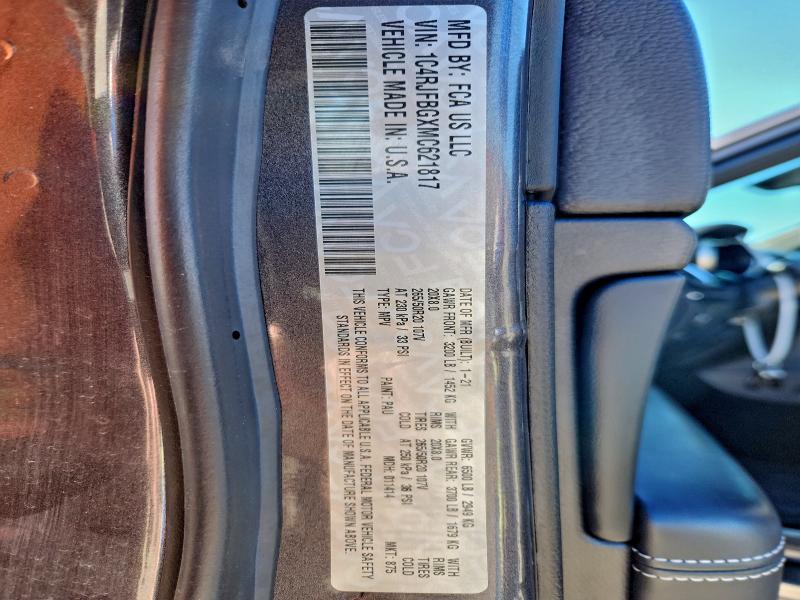 MFD BY: FCA US LLC
VIN: 1C4RJFBGXMC621817
VEHICLE MADE IN: U.S.A.
DATE OF MFR (BUILT): 1-21 GVWR: 6500 LB / 2949 KG
GAWR FRONT: 3200 LB / 1452 KG WITH GAWR REAR: 3700 LB / 1679 KG WITH
20X8.0 RIMS 20X8.0 RIMS
265/50R20 107V TIRES 265/50R20 107V TIRES
AT 230 kPa / 33 PSI COLD AT 250 kPa / 36 PSI COLD
TYPE: MPV PAINT: PAU MDH: 011414 MKT: 875
THIS VEHICLE CONFORMS TO ALL APPLICABLE U.S.A. FEDERAL MOTOR VEHICLE SAFETY
STANDARDS IN EFFECT ON THE DATE OF MANUFACTURE SHOWN ABOVE.